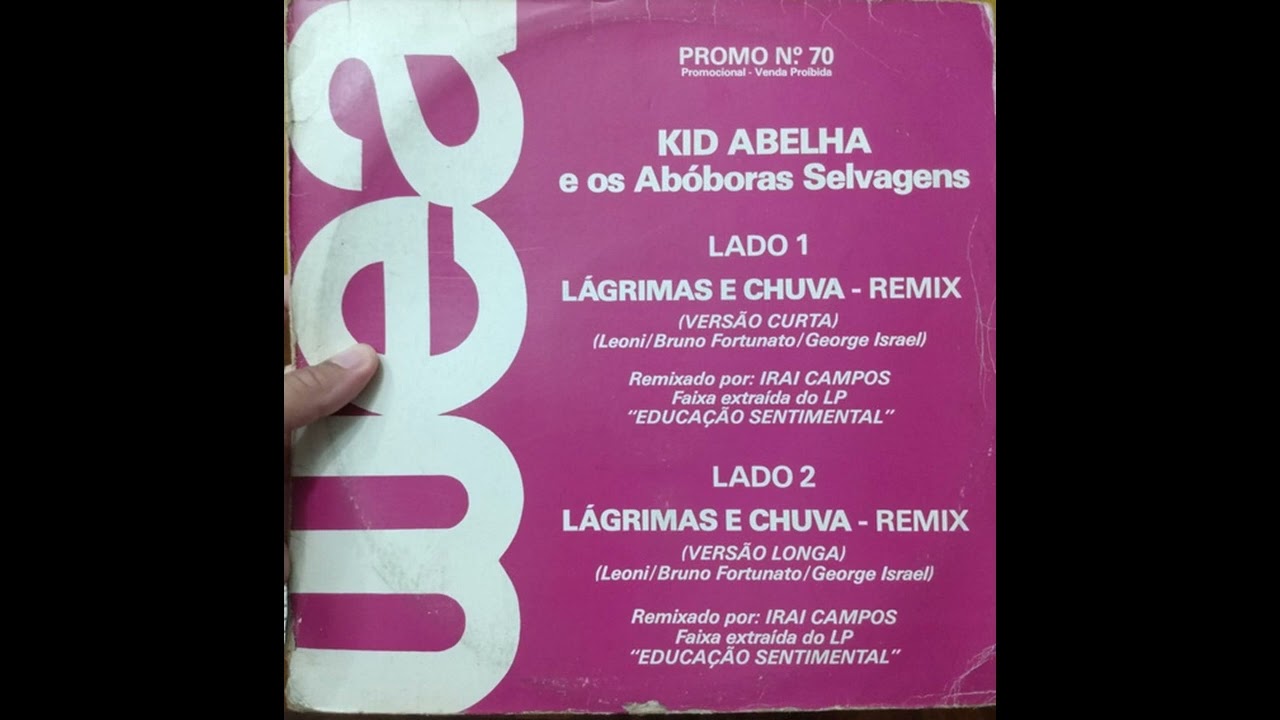 wea
PROMO N.º 70
Promocional - Venda Proibida
KID ABELHA
e os Abóboras Selvagens
LADO 1
LÁGRIMAS E CHUVA - REMIX
(VERSÃO CURTA)
(Leoni/Bruno Fortunato/George Israel)
Remixado por: IRAI CAMPOS
Faixa extraída do LP
"EDUCAÇÃO SENTIMENTAL"
LADO 2
LÁGRIMAS E CHUVA - REMIX
(VERSÃO LONGA)
(Leoni/Bruno Fortunato/George Israel)
Remixado por: IRAI CAMPOS
Faixa extraída do LP
"EDUCAÇÃO SENTIMENTAL"